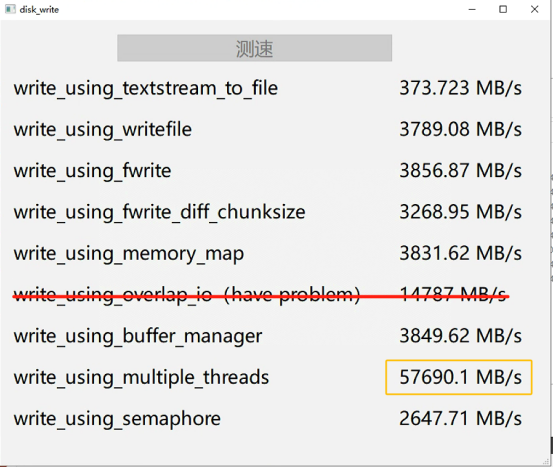 disk_write
测速
write_using_textstream_to_file 373.723 MB/s
write_using_writefile 3789.08 MB/s
write_using_fwrite 3856.87 MB/s
write_using_fwrite_diff_chunksize 3268.95 MB/s
write_using_memory_map 3831.62 MB/s
write_using_overlap_io（have problem） 14787 MB/s
write_using_buffer_manager 3849.62 MB/s
write_using_multiple_threads 57690.1 MB/s
write_using_semaphore 2647.71 MB/s